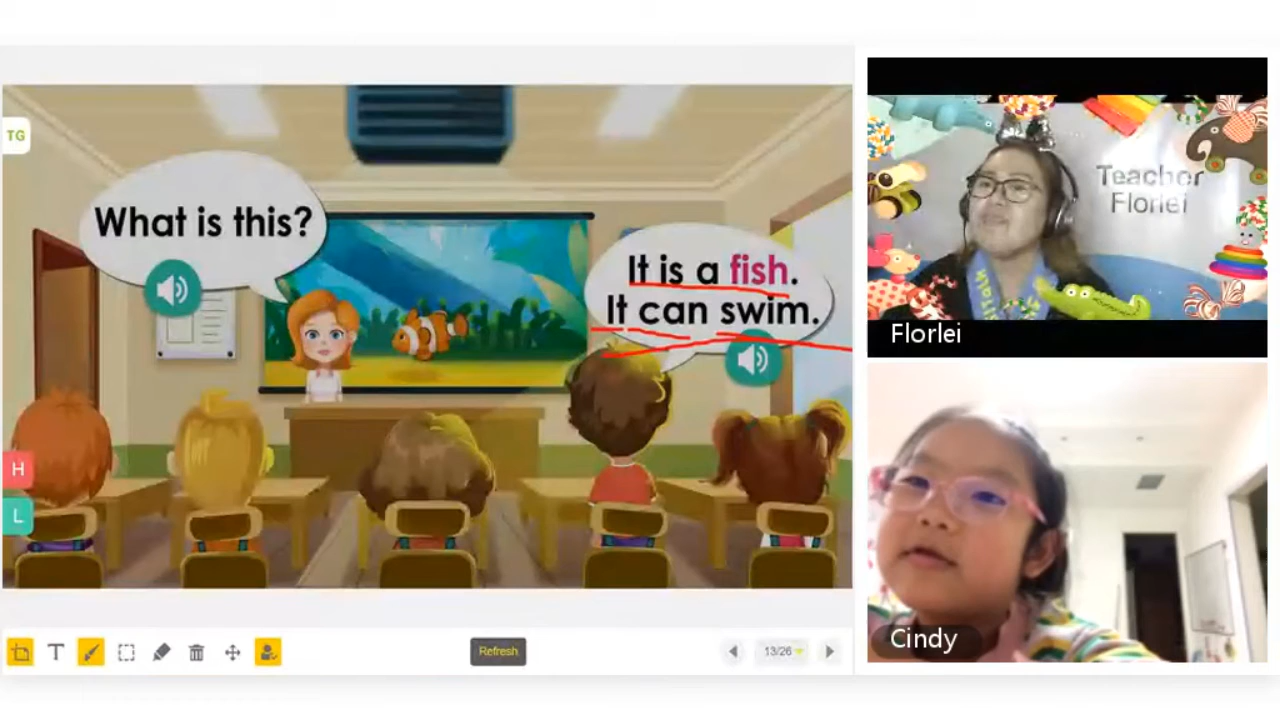 TG
What is this?
It is a fish.
It can swim.
H
L
T
Refresh
13/26
Teacher
Florlei
Florlei
Cindy